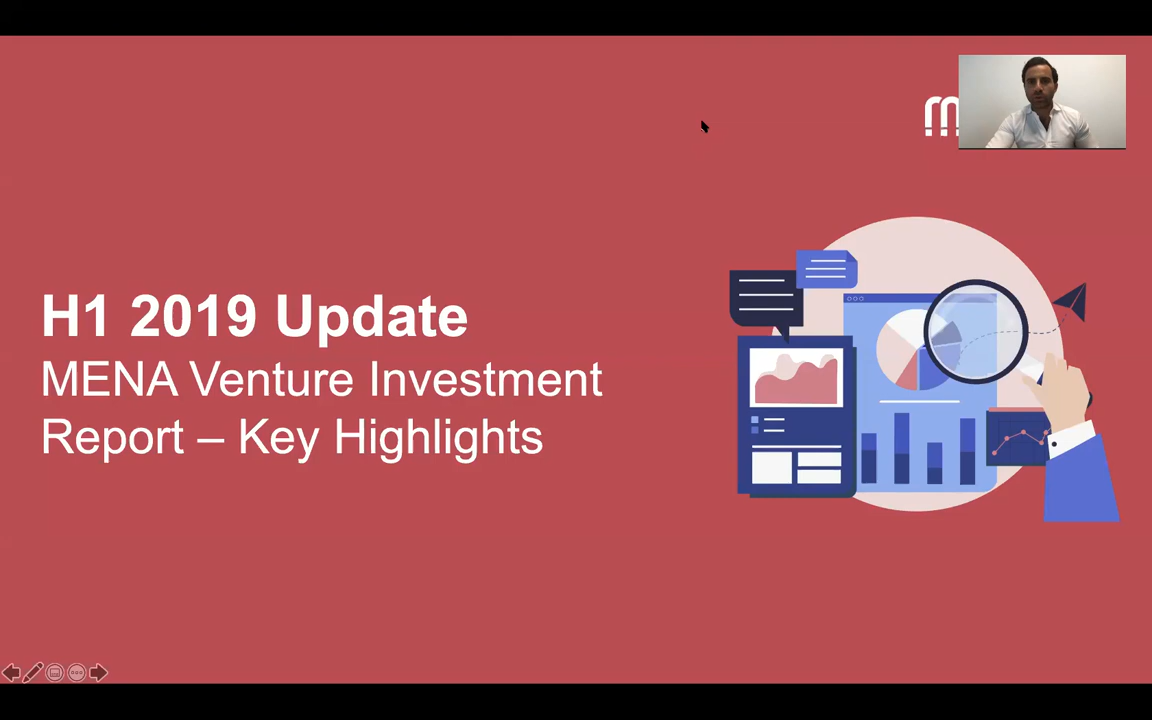 H1 2019 Update
MENA Venture Investment
Report – Key Highlights